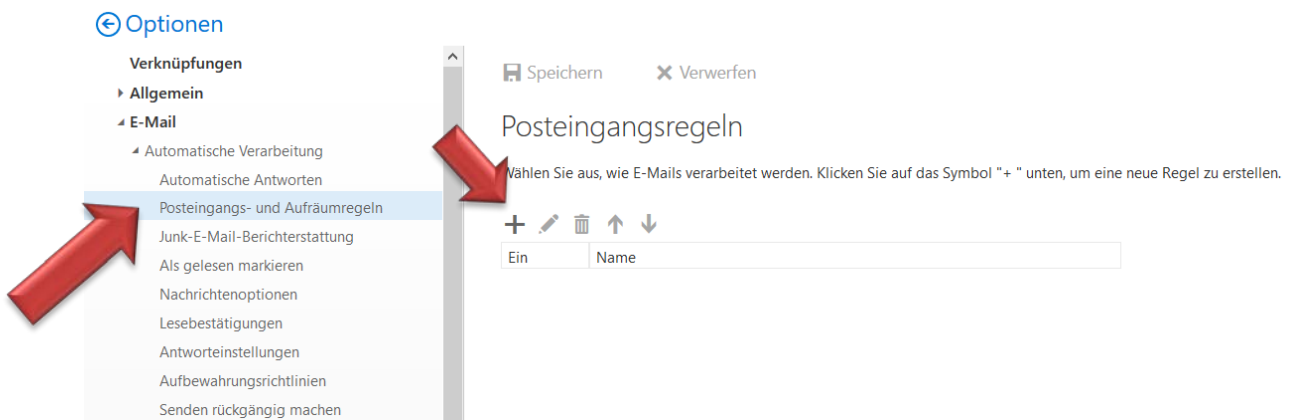 Optionen
Verknüpfungen
Allgemein
E-Mail
Automatische Verarbeitung
Automatische Antworten
Posteingangs- und Aufräumregeln
Junk-E-Mail-Berichterstattung
Als gelesen markieren
Nachrichtenoptionen
Lesebestätigungen
Antworteinstellungen
Aufbewahrungsrichtlinien
Senden rückgängig machen
Speichern Verwerfen
Posteingangsregeln
Wählen Sie aus, wie E-Mails verarbeitet werden. Klicken Sie auf das Symbol "+ " unten, um eine neue Regel zu erstellen.
Ein Name